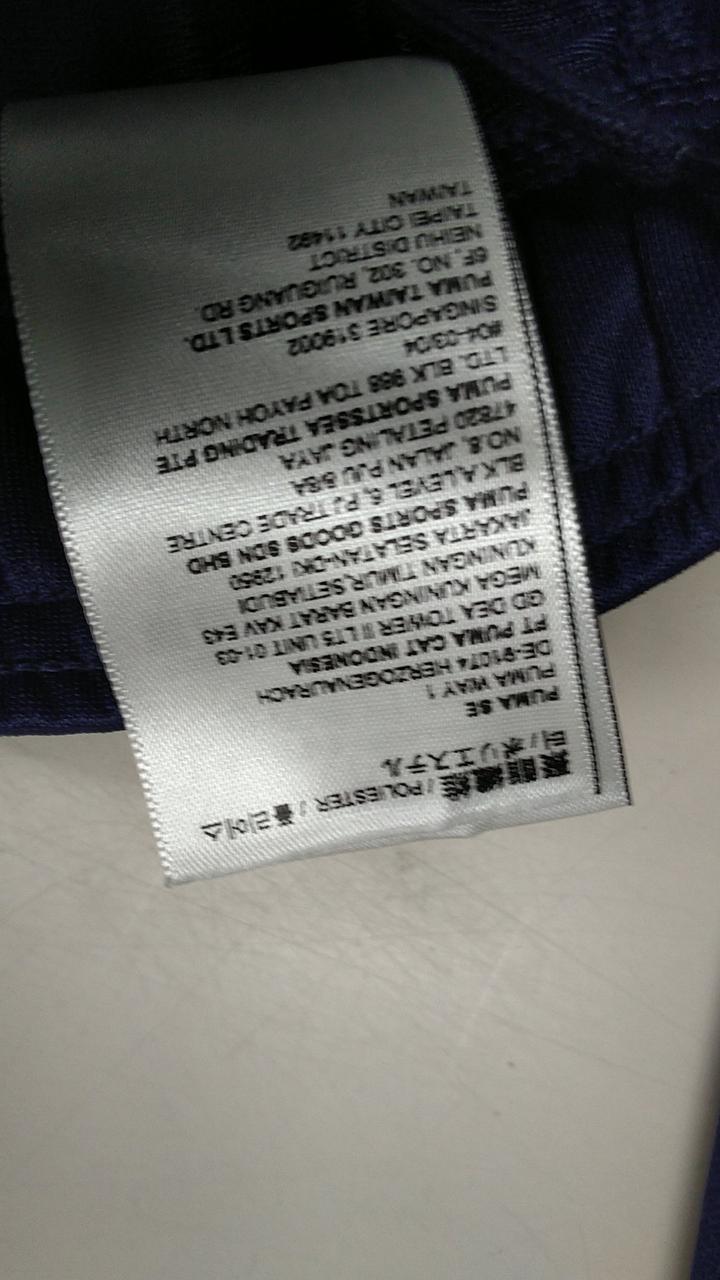 聚酯纖維 / POLIESTER / 폴리에스
터 / ポリエステル
PUMA SE
PUMA WAY 1
DE-91074 HERZOGENAURACH
PT PUMA CAT INDONESIA
GD DEA TOWER II LT5 UNIT 01-03
MEGA KUNINGAN BARAT KAV E43
KUNINGAN TIMUR,SETIABUDI
JAKARTA SELATAN-DKI 12950
PUMA SPORTS GOODS SDN BHD
BLK A,LEVEL 6, PJ TRADE CENTRE
NO.8, JALAN PJU 8/8A
47820 PETALING JAYA
PUMA SPORTSSEA TRADING PTE
LTD. BLK 998 TOA PAYOH NORTH
#04-03/04
SINGAPORE 319002
PUMA TAIWAN SPORTS LTD.
6F, NO. 302, RUIGUANG RD.
NEIHU DISTRICT
TAIPEI CITY 11492
TAIWAN